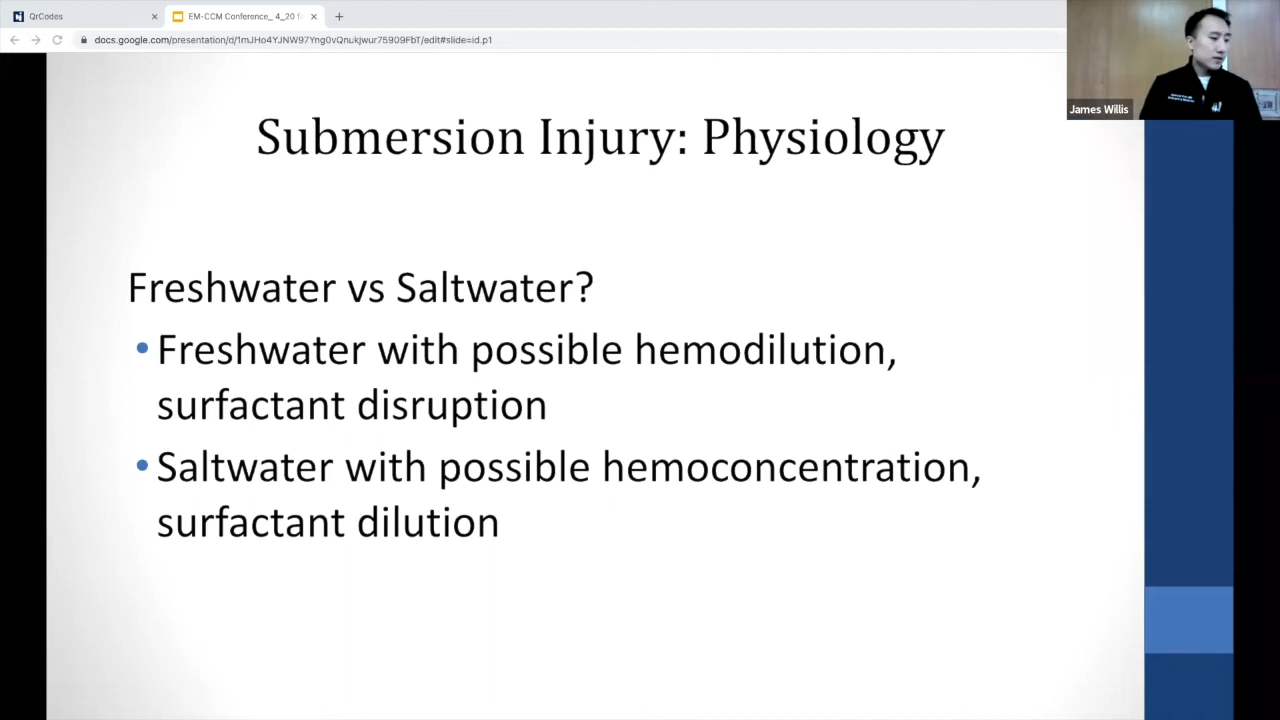 QrCodes
EM-CCM Conference_ 4_20 fi
docs.google.com/presentation/d/1mJHo4YJNW97Yng0vQnukjwur75909FbT/edit#slide=id.p1
James Willis
Submersion Injury: Physiology
Freshwater vs Saltwater?
• Freshwater with possible hemodilution,
surfactant disruption
• Saltwater with possible hemoconcentration,
surfactant dilution